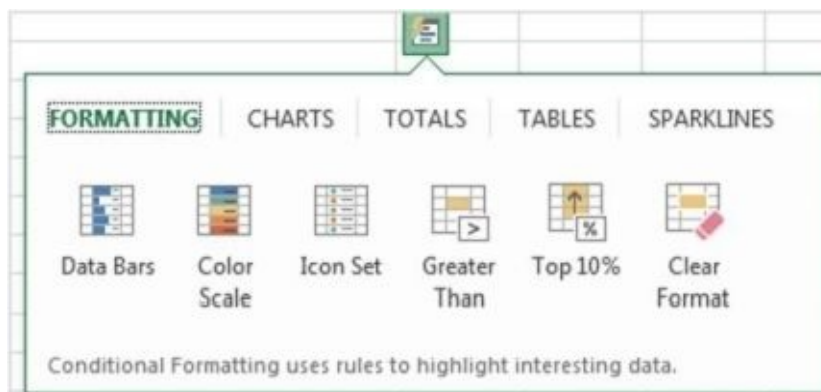 FORMATTING CHARTS TOTALS TABLES SPARKLINES
> %
Data Bars Color Scale Icon Set Greater Than Top 10% Clear Format
Conditional Formatting uses rules to highlight interesting data.